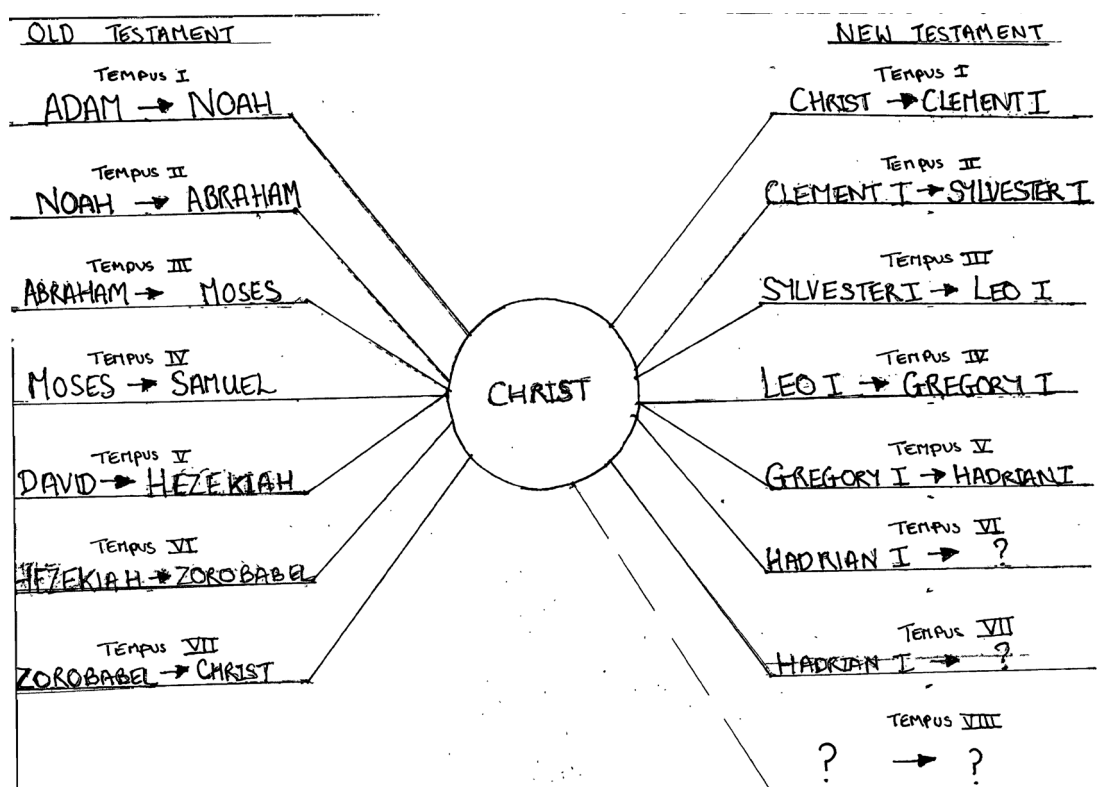 OLD TESTAMENT
TEMPUS I
ADAM → NOAH
TEMPUS II
NOAH → ABRAHAM
TEMPUS III
ABRAHAM → MOSES
TEMPUS IV
MOSES → SAMUEL
TEMPUS V
DAVID → HEZEKIAH
TEMPUS VI
HEZEKIAH → ZOROBABEL
TEMPUS VII
ZOROBABEL → CHRIST
CHRIST
NEW TESTAMENT
TEMPUS I
CHRIST → CLEMENT I
TEMPUS II
CLEMENT I → SYLVESTER I
TEMPUS III
SYLVESTER I → LEO I
TEMPUS IV
LEO I → GREGORY I
TEMPUS V
GREGORY I → HADRIAN I
TEMPUS VI
HADRIAN I → ?
TEMPUS VII
HADRIAN I → ?
TEMPUS VIII
? → ?